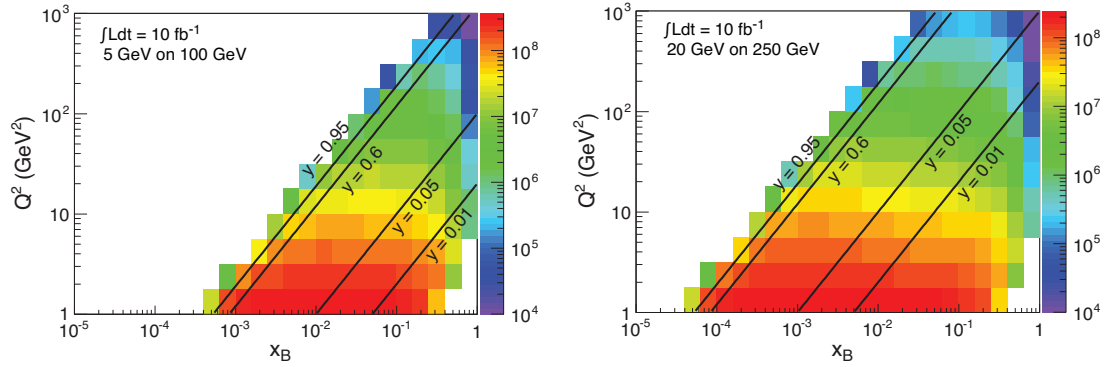 ∫Ldt = 10 fb⁻¹
5 GeV on 100 GeV
Q² (GeV²)
10³
10²
10
1
y = 0.95
y = 0.6
y = 0.05
y = 0.01
10⁻⁵ 10⁻⁴ 10⁻³ 10⁻² 10⁻¹ 1
x_B
10⁸
10⁷
10⁶
10⁵
10⁴
∫Ldt = 10 fb⁻¹
20 GeV on 250 GeV
Q² (GeV²)
10³
10²
10
1
y = 0.95
y = 0.6
y = 0.05
y = 0.01
10⁻⁵ 10⁻⁴ 10⁻³ 10⁻² 10⁻¹ 1
x_B
10⁸
10⁷
10⁶
10⁵
10⁴